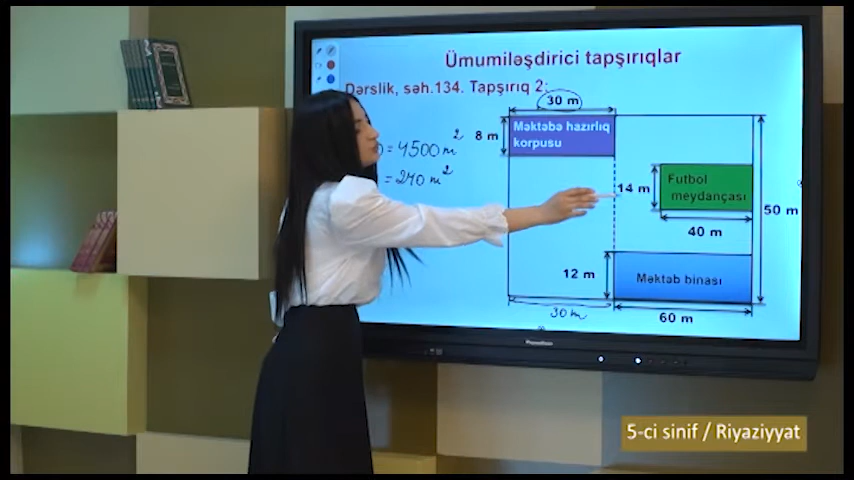 Ümumiləşdirici tapşırıqlar
Dərslik, səh.134. Tapşırıq 2:
30 m
8 m
Məktəbə hazırlıq
korpusu
= 4500 m²
= 240 m²
14 m
Futbol
meydançası
50 m
40 m
12 m
Məktəb binası
30 m
60 m
5-ci sinif / Riyaziyyat